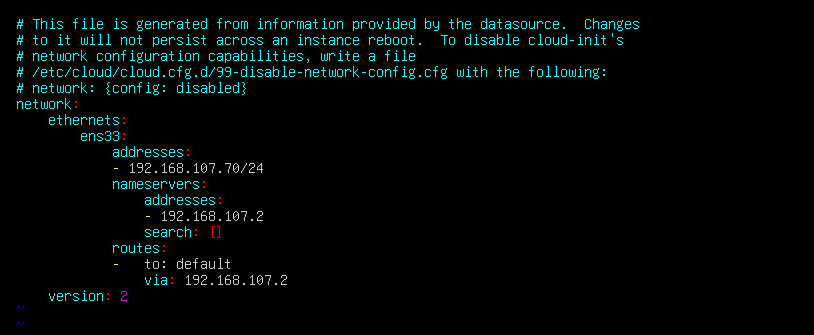 # This file is generated from information provided by the datasource.  Changes
# to it will not persist across an instance reboot.  To disable cloud-init's
# network configuration capabilities, write a file
# /etc/cloud/cloud.cfg.d/99-disable-network-config.cfg with the following:
# network: {config: disabled}
network:
    ethernets:
        ens33:
            addresses:
            - 192.168.107.70/24
            nameservers:
                addresses:
                - 192.168.107.2
                search: []
            routes:
            -   to: default
                via: 192.168.107.2
    version: 2
~
~